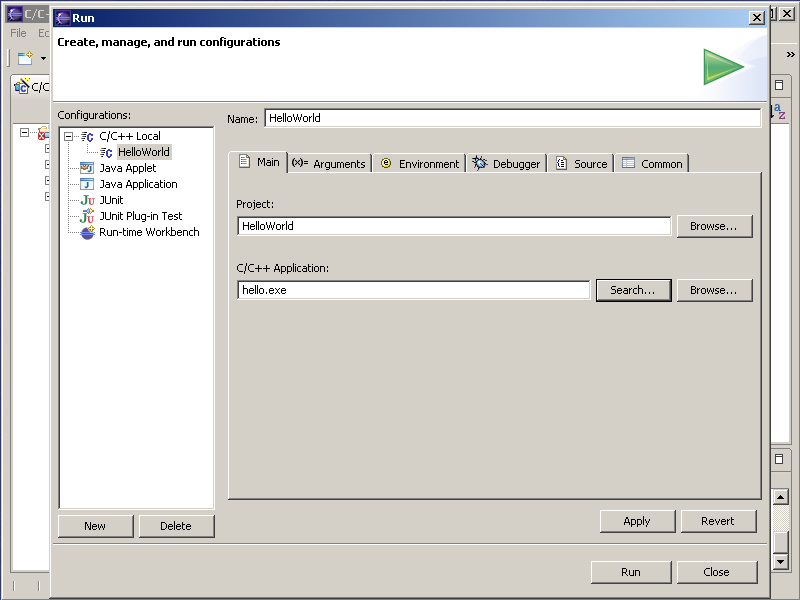 C/C-
Run
File Ec
Create, manage, and run configurations
»
C/C
Configurations:
Name: HelloWorld
C/C++ Local
HelloWorld
Java Applet
Java Application
JUnit
JUnit Plug-in Test
Run-time Workbench
Main (x)= Arguments Environment Debugger Source Common
Project:
HelloWorld Browse...
C/C++ Application:
hello.exe Search... Browse...
New Delete
Apply Revert
Run Close